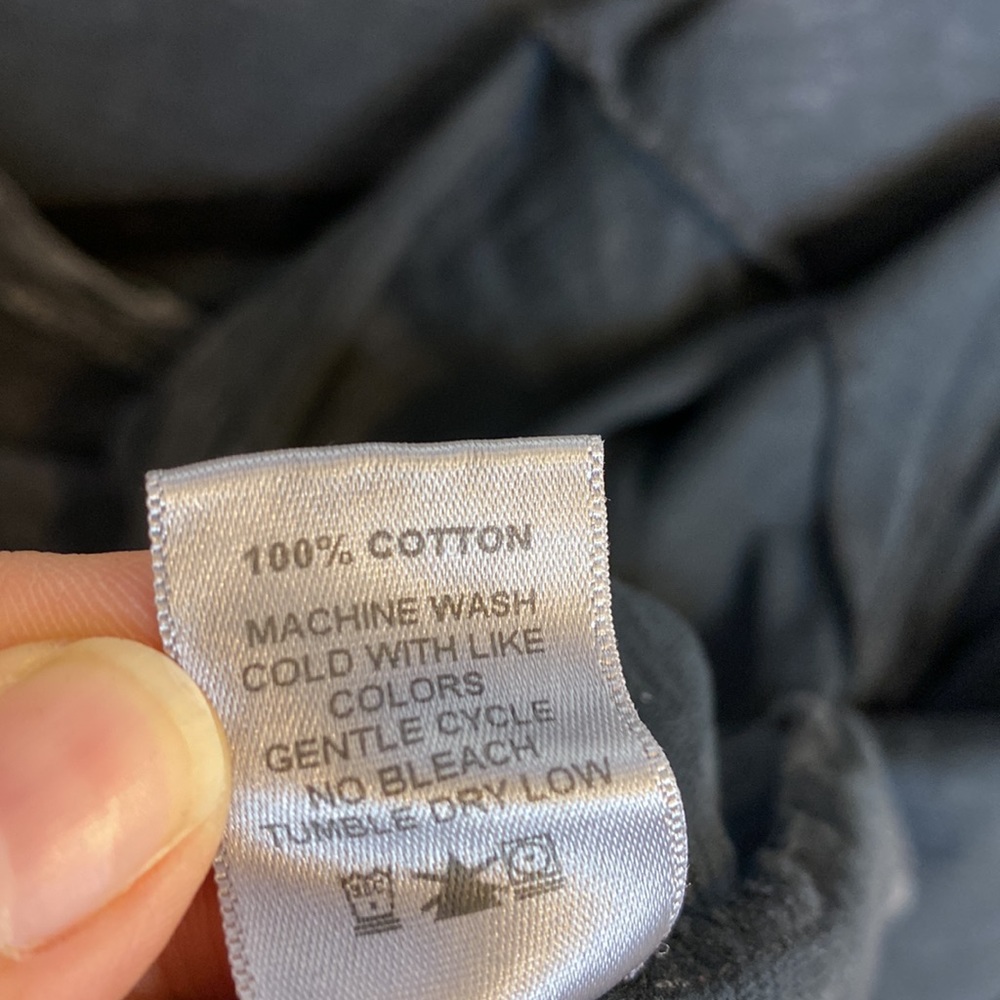 100% COTTON
MACHINE WASH
COLD WITH LIKE
COLORS
GENTLE CYCLE
NO BLEACH
TUMBLE DRY LOW